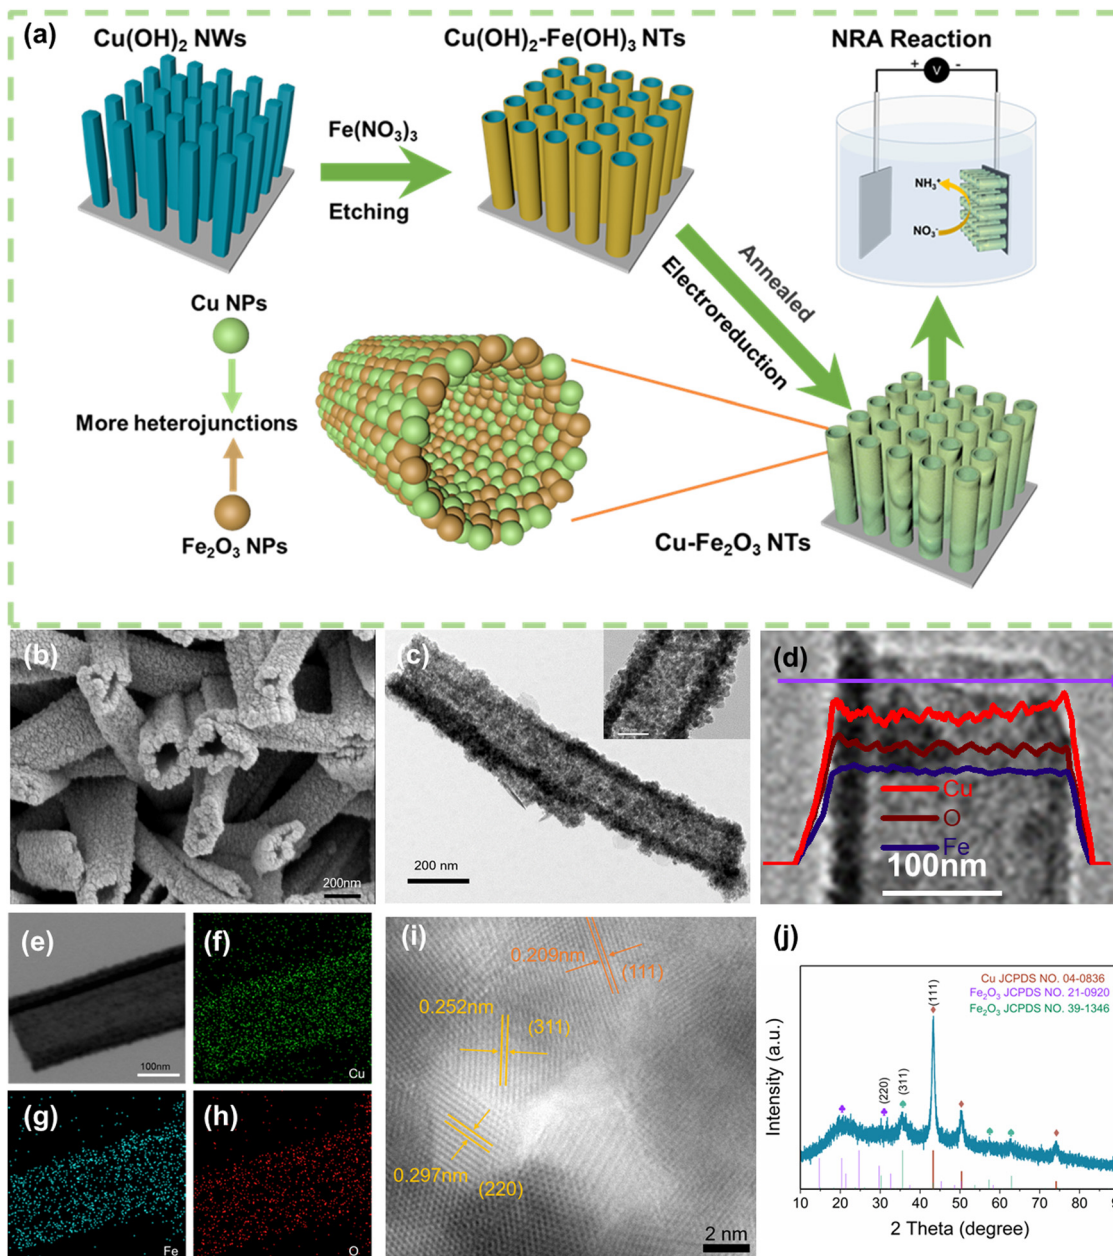 (a)
Cu(OH)₂ NWs
Cu(OH)₂-Fe(OH)₃ NTs
NRA Reaction
+ V -
Fe(NO₃)₃
Etching
NH₃⁺
NO₃⁻
Annealed
Electroreduction
Cu NPs
More heterojunctions
Fe₂O₃ NPs
Cu-Fe₂O₃ NTs
(b)
200nm
(c)
200 nm
(d)
Cu
O
Fe
100nm
(e)
100nm
(f)
Cu
(g)
Fe
(h)
O
(i)
0.209nm
(111)
0.252nm
(311)
0.297nm
(220)
2 nm
(j)
Cu JCPDS NO. 04-0836
Fe₂O₃ JCPDS NO. 21-0920
Fe₂O₃ JCPDS NO. 39-1346
(111)
(220)
(311)
Intensity (a.u.)
10 20 30 40 50 60 70 80
2 Theta (degree)